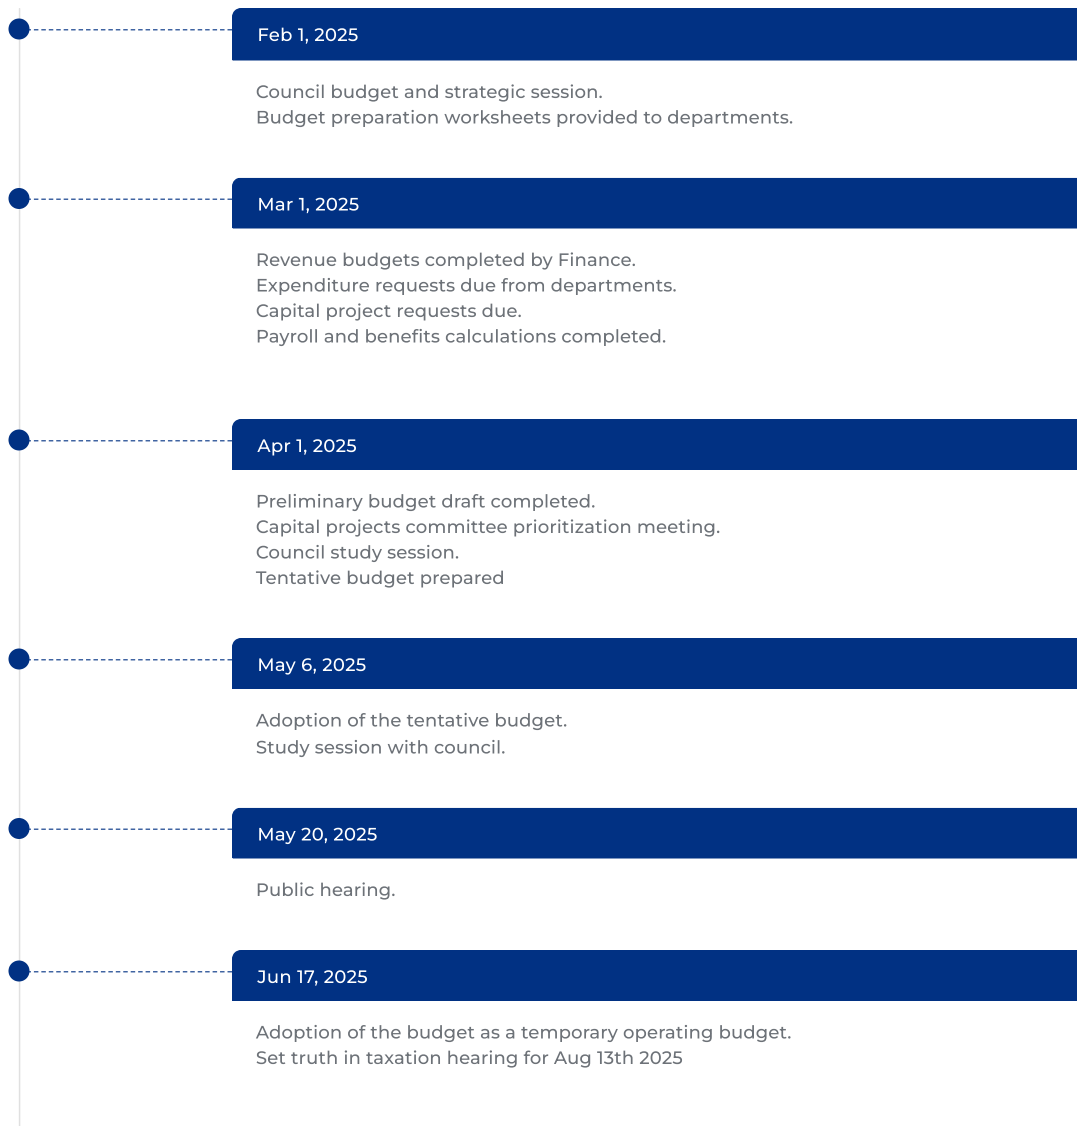 Feb 1, 2025
Council budget and strategic session.
Budget preparation worksheets provided to departments.
Mar 1, 2025
Revenue budgets completed by Finance.
Expenditure requests due from departments.
Capital project requests due.
Payroll and benefits calculations completed.
Apr 1, 2025
Preliminary budget draft completed.
Capital projects committee prioritization meeting.
Council study session.
Tentative budget prepared
May 6, 2025
Adoption of the tentative budget.
Study session with council.
May 20, 2025
Public hearing.
Jun 17, 2025
Adoption of the budget as a temporary operating budget.
Set truth in taxation hearing for Aug 13th 2025